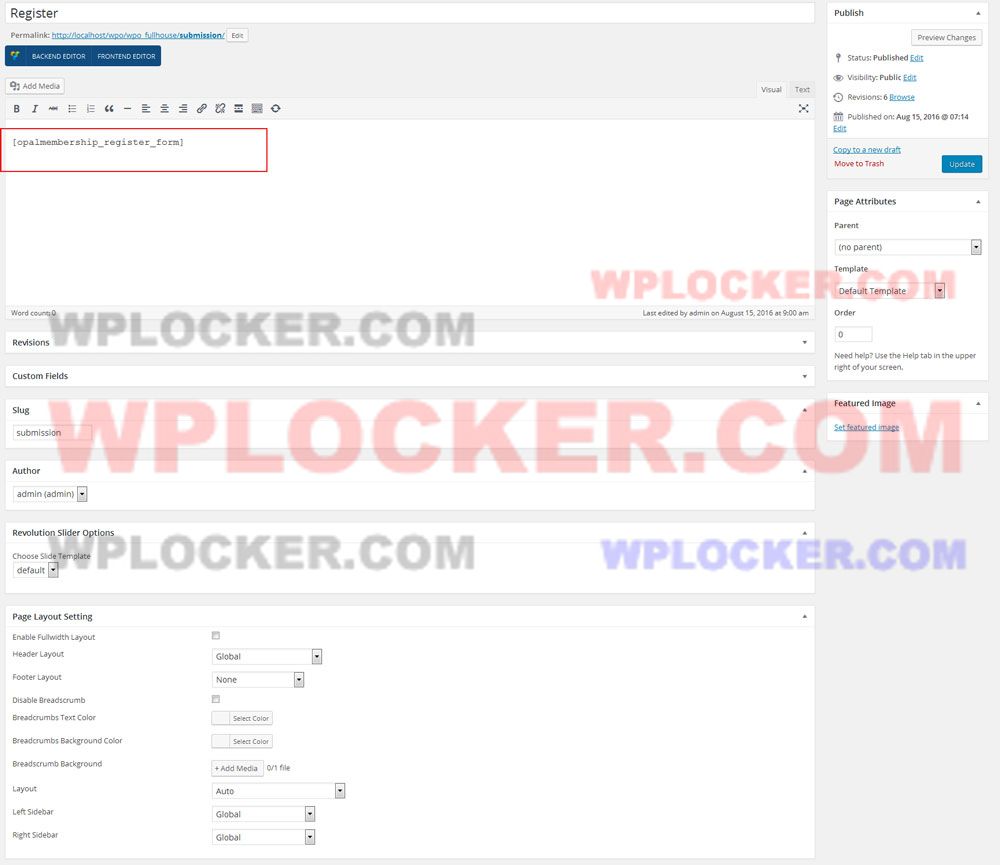 Register
Permalink: http://localhost/wpo/wpo_fullhouse/submission/ Edit
BACKEND EDITOR FRONTEND EDITOR
Add Media
Visual Text
B I ABC
[opalmembership_register_form]
Word count: 0
Last edited by admin on August 15, 2016 at 9:00 am
Revisions
Custom Fields
Slug
submission
Author
admin (admin)
Revolution Slider Options
Choose Slide Template
default
Page Layout Setting
Enable Fullwidth Layout
Header Layout Global
Footer Layout None
Disable Breadscrumb
Breadcrumbs Text Color Select Color
Breadcrumbs Background Color Select Color
Breadscrumb Background + Add Media 0/1 file
Layout Auto
Left Sidebar Global
Right Sidebar Global
Publish
Preview Changes
Status: Published Edit
Visibility: Public Edit
Revisions: 6 Browse
Published on: Aug 15, 2016 @ 07:14
Edit
Copy to a new draft
Move to Trash
Update
Page Attributes
Parent
(no parent)
Template
Default Template
Order
0
Need help? Use the Help tab in the upper
right of your screen.
Featured Image
Set featured image
WPLOCKER.COM
WPLOCKER.COM
WPLOCKER.COM
WPLOCKER.COM
WPLOCKER.COM